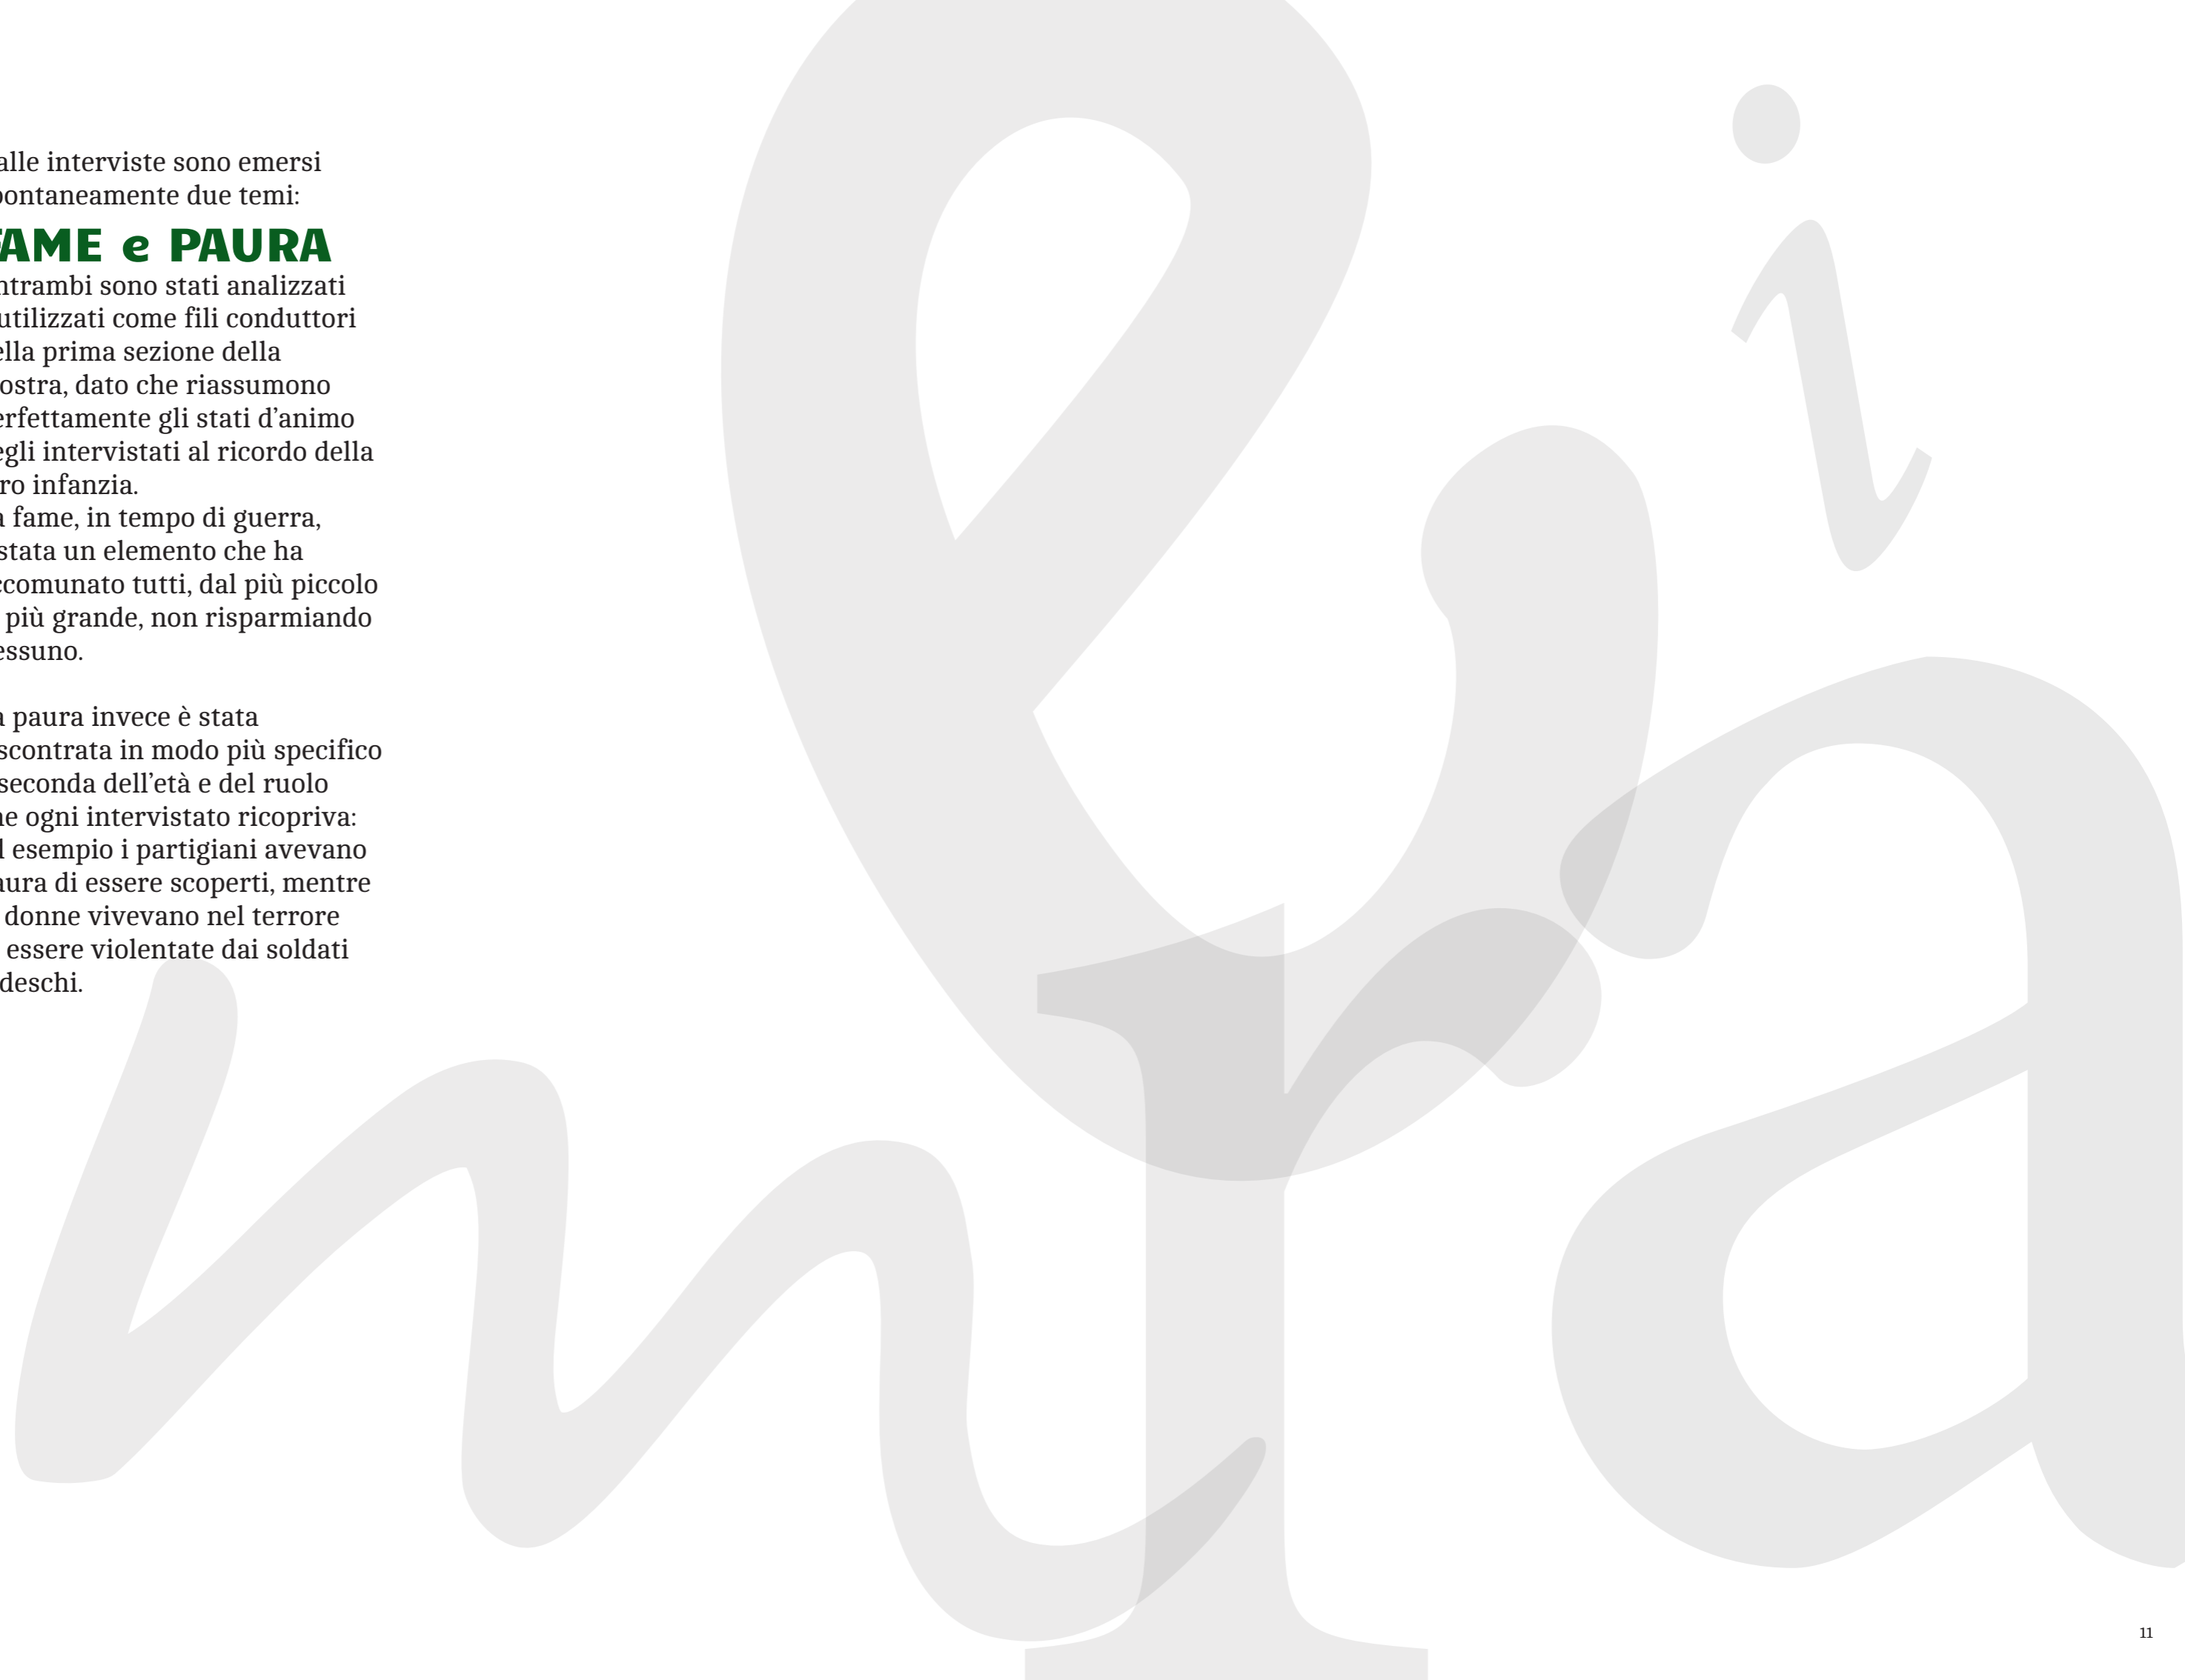 alle interviste sono emersi
pontaneamente due temi:
FAME e PAURA
ntrambi sono stati analizzati
utilizzati come fili conduttori
ella prima sezione della
ostra, dato che riassumono
erfettamente gli stati d’animo
egli intervistati al ricordo della
ro infanzia.
a fame, in tempo di guerra,
stata un elemento che ha
ccomunato tutti, dal più piccolo
più grande, non risparmiando
essuno.
a paura invece è stata
scontrata in modo più specifico
seconda dell’età e del ruolo
he ogni intervistato ricopriva:
d esempio i partigiani avevano
aura di essere scoperti, mentre
donne vivevano nel terrore
essere violentate dai soldati
deschi.
e
i
m
r
a
11